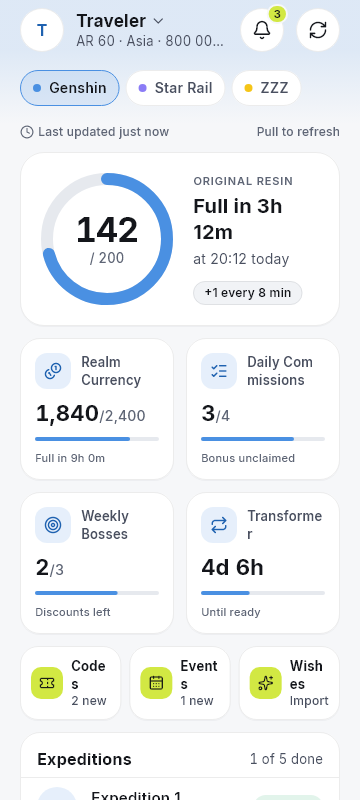 T
Traveler
AR 60 · Asia · 800 00...
3
Genshin
Star Rail
ZZZ
Last updated just now
Pull to refresh
142
/ 200
ORIGINAL RESIN
Full in 3h
12m
at 20:12 today
+1 every 8 min
Realm
Currency
1,840/2,400
Full in 9h 0m
Daily Com
missions
3/4
Bonus unclaimed
Weekly
Bosses
2/3
Discounts left
Transforme
r
4d 6h
Until ready
Code
s
2 new
Event
s
1 new
Wish
es
Import
Expeditions
1 of 5 done
Expedition 1